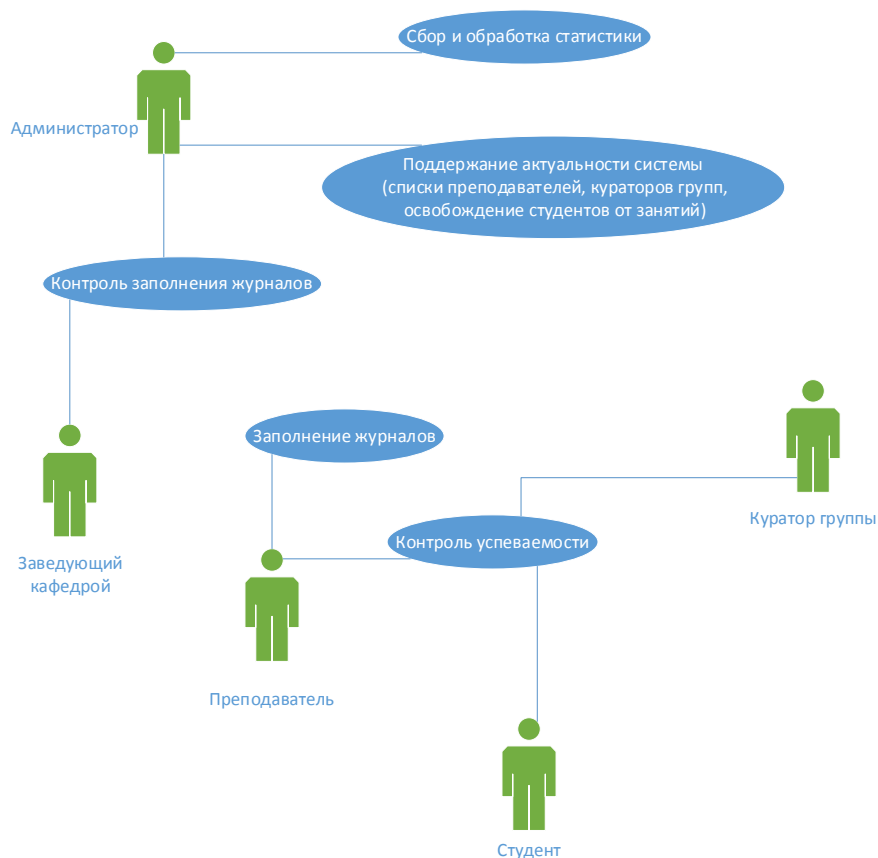 Сбор и обработка статистики
Администратор
Поддержание актуальности системы
(списки преподавателей, кураторов групп,
освобождение студентов от занятий)
Контроль заполнения журналов
Заполнение журналов
Куратор группы
Контроль успеваемости
Заведующий
кафедрой
Преподаватель
Студент